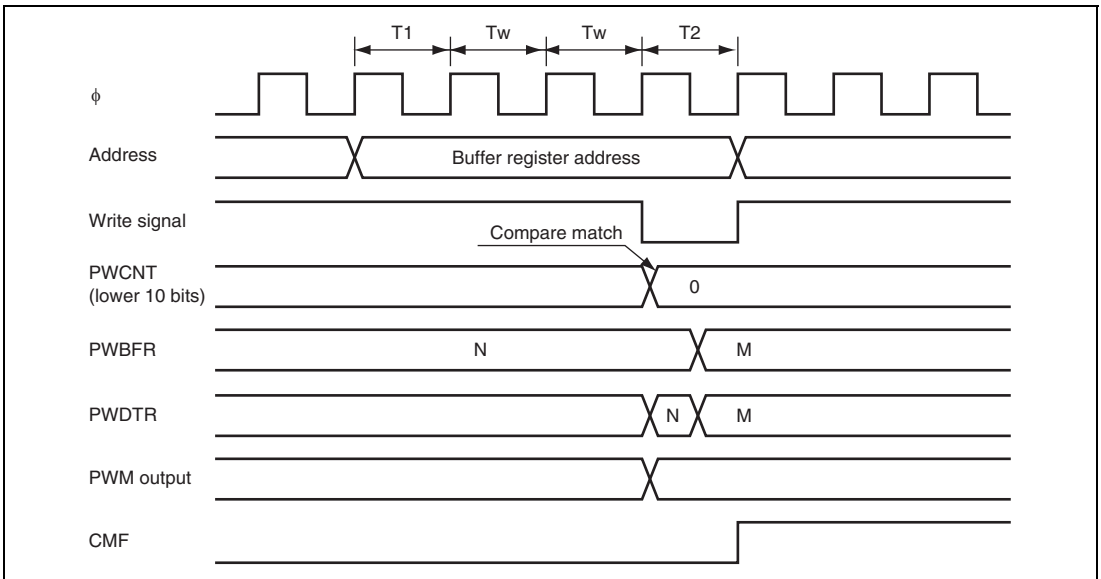 T1 Tw Tw T2
ϕ
Address
Buffer register address
Write signal
Compare match
PWCNT
(lower 10 bits)
0
PWBFR
N M
PWDTR
N M
PWM output
CMF